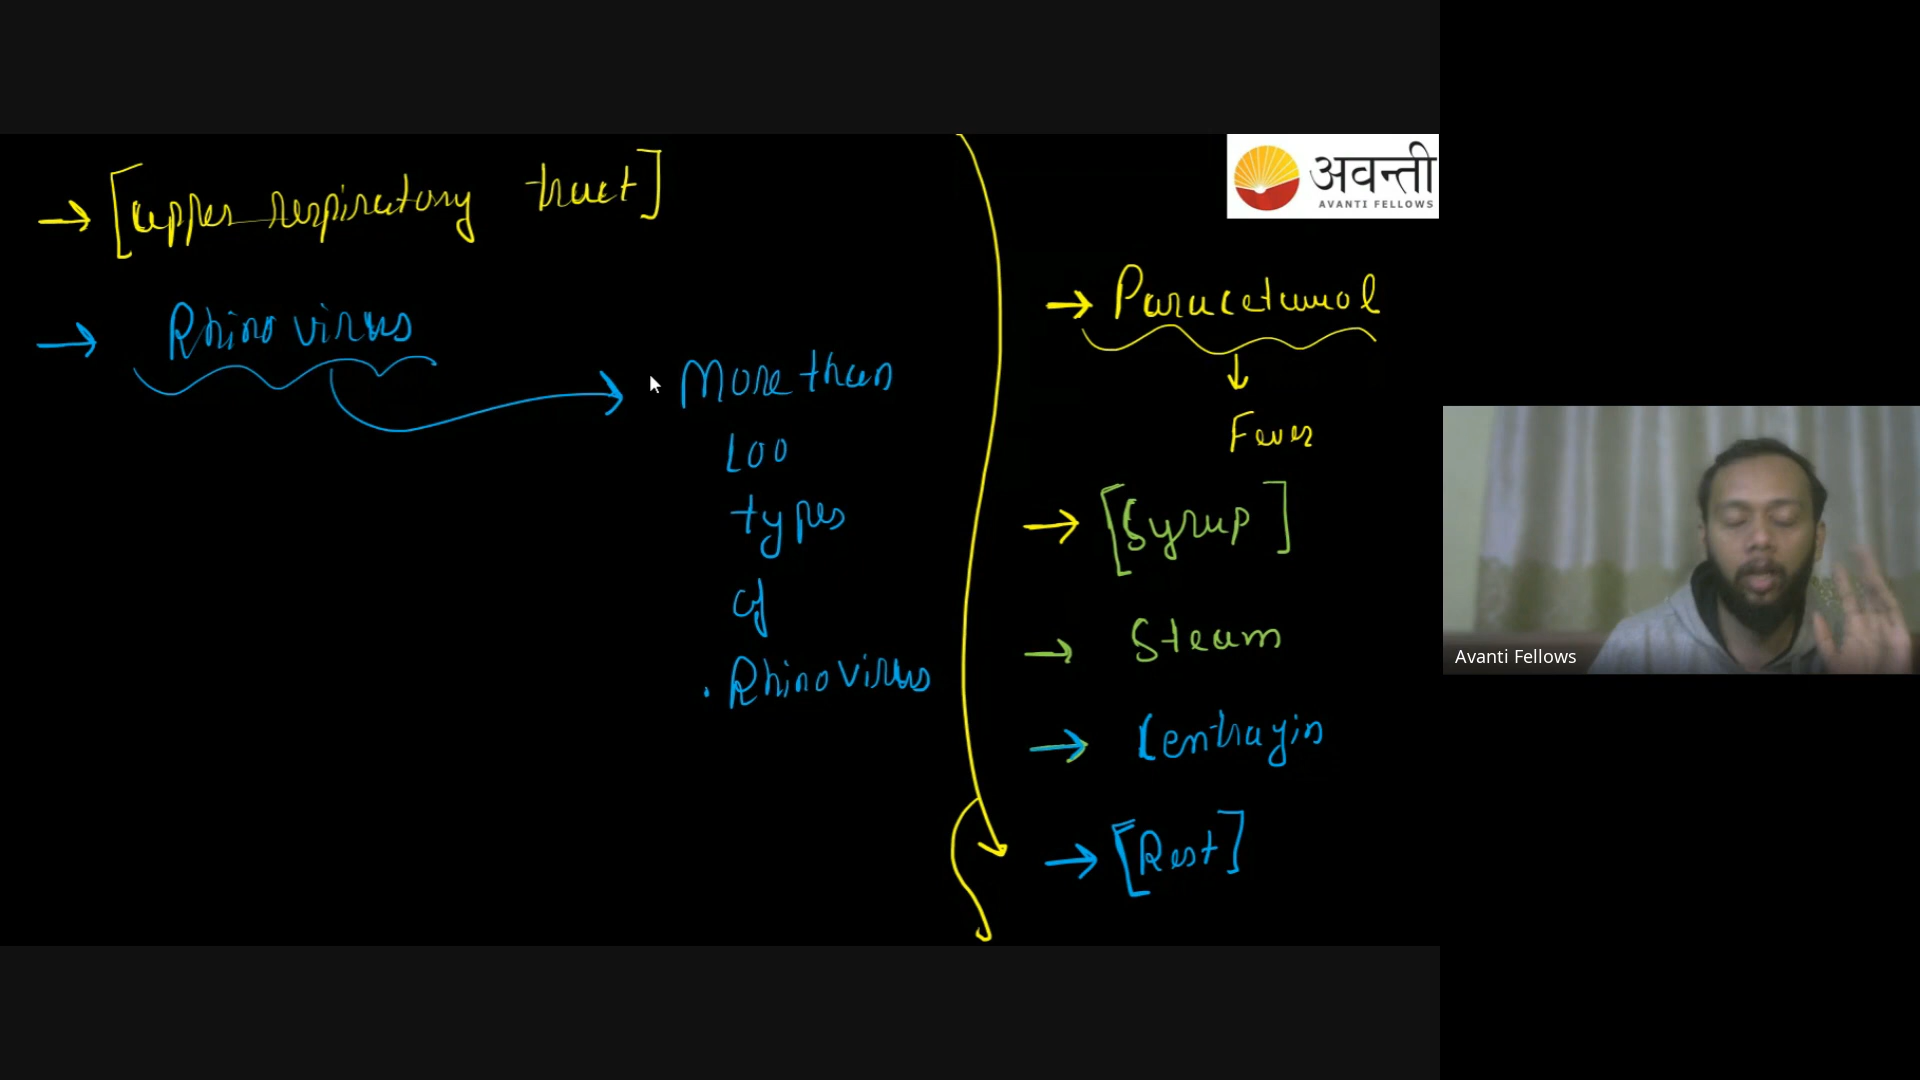 → [upper respiratory tract]
→ Rhino virus
→ More than
100
types
of
. Rhino virus
अवन्ती
AVANTI FELLOWS
→ Paracetamol
↓
Fever
→ [Syrup]
→ Steam
→
→ [Rest]
Avanti Fellows